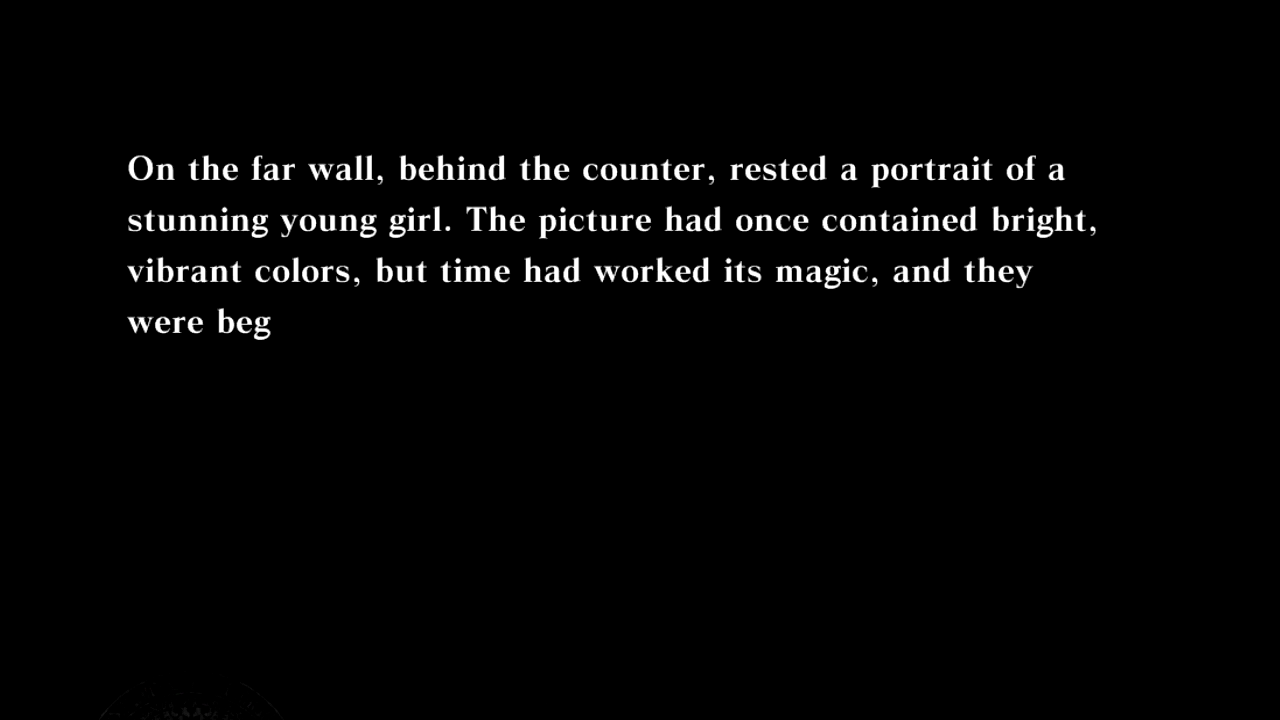 On the far wall, behind the counter, rested a portrait of a
stunning young girl. The picture had once contained bright,
vibrant colors, but time had worked its magic, and they
were beg